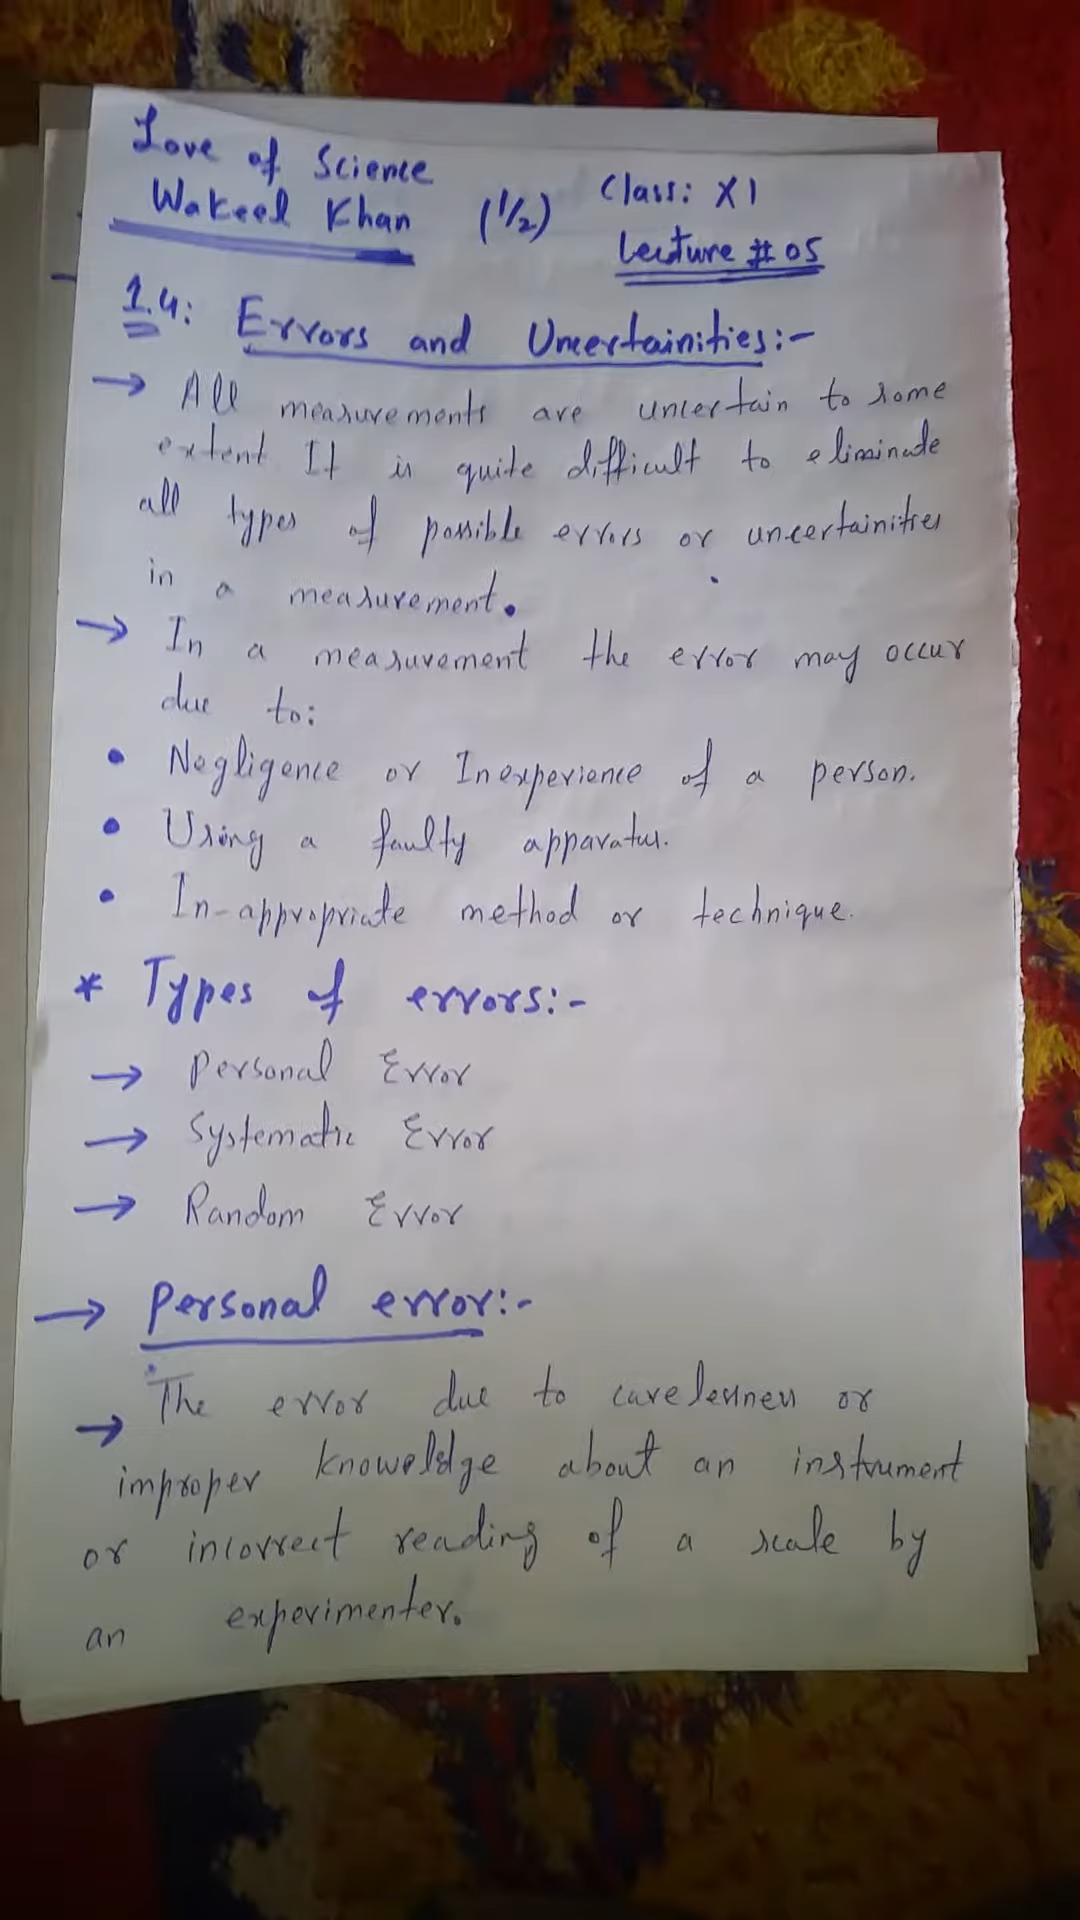 Love of Science
Wakeel Khan (1/2) Class: XI
Lecture # 05
1.4: Errors and Uncertainities:-
→ All measurements are uncertain to some
extent It is quite difficult to eliminate
all types of possible errors or uncertainities
in a measurement.
→ In a measurement the error may occur
due to:
• Negligence or Inexperience of a person.
• Using a faulty apparatus.
• In-appropriate method or technique.
* Types of errors:-
→ Personal Error
→ Systematic Error
→ Random Error
→ Personal error:-
→ The error due to carelessness or
improper knoweldge about an instrument
or incorrect reading of a scale by
an experimenter.